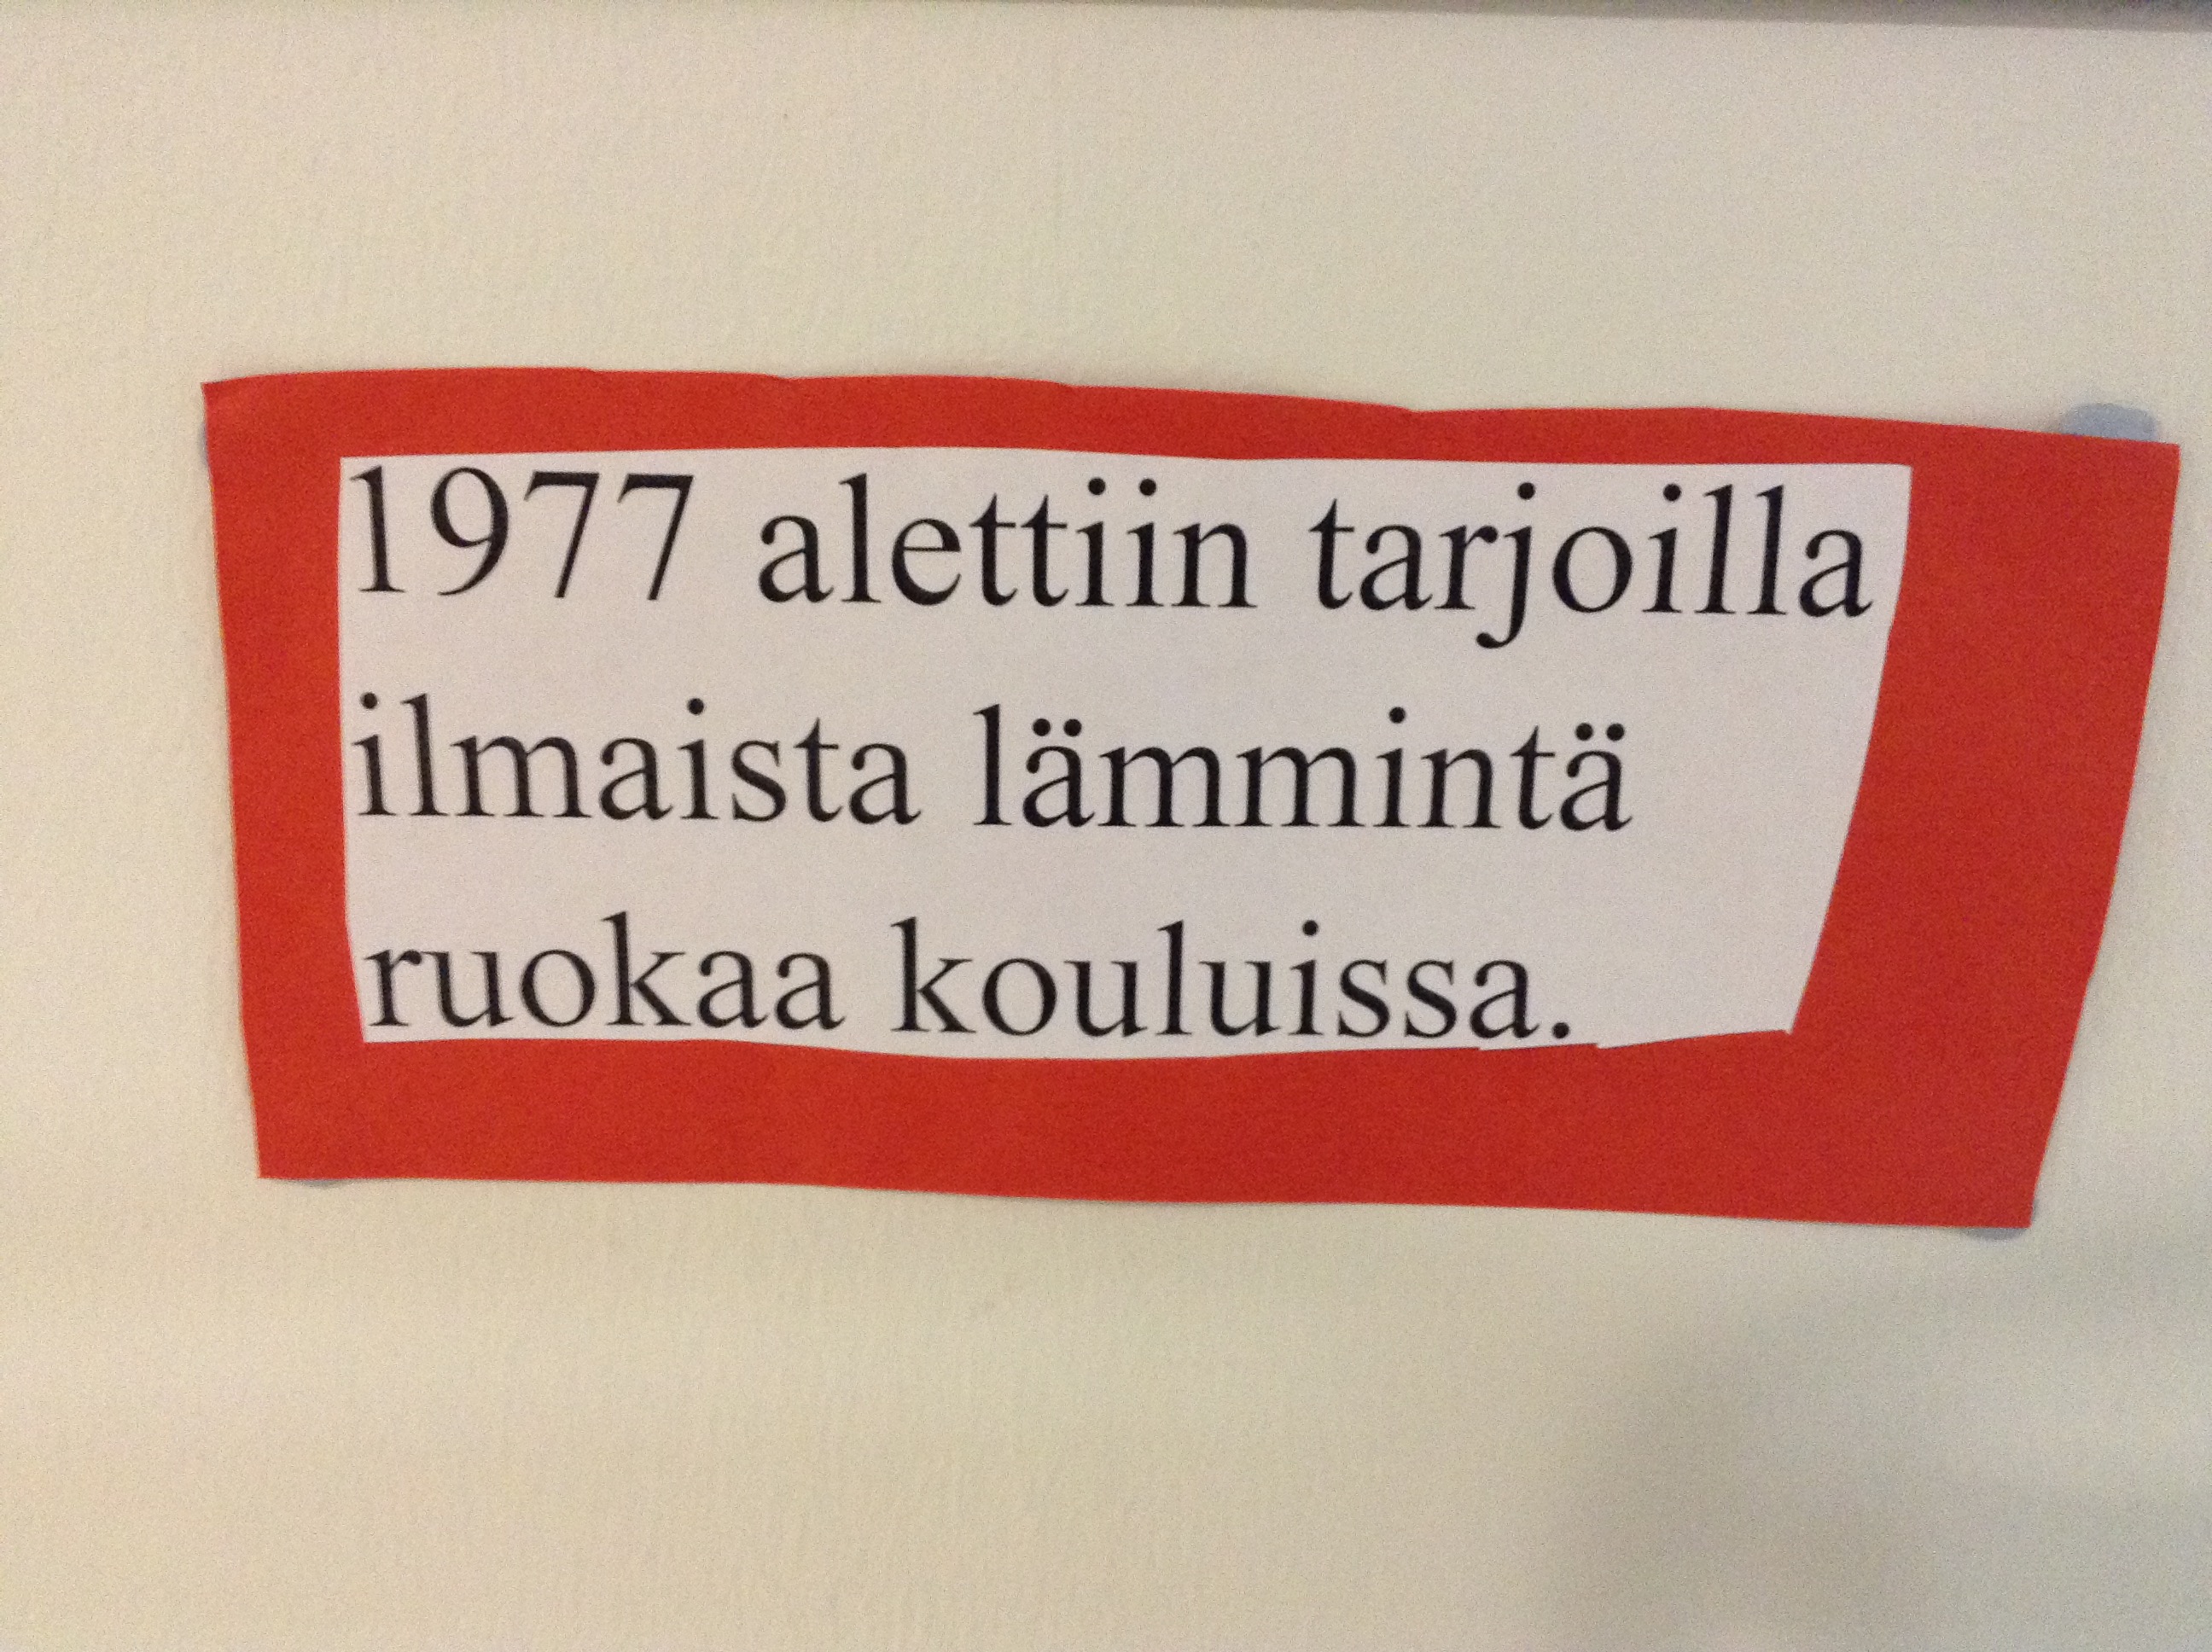 1977 alettiin tarjoilla
ilmaista lämmintä
ruokaa kouluissa.